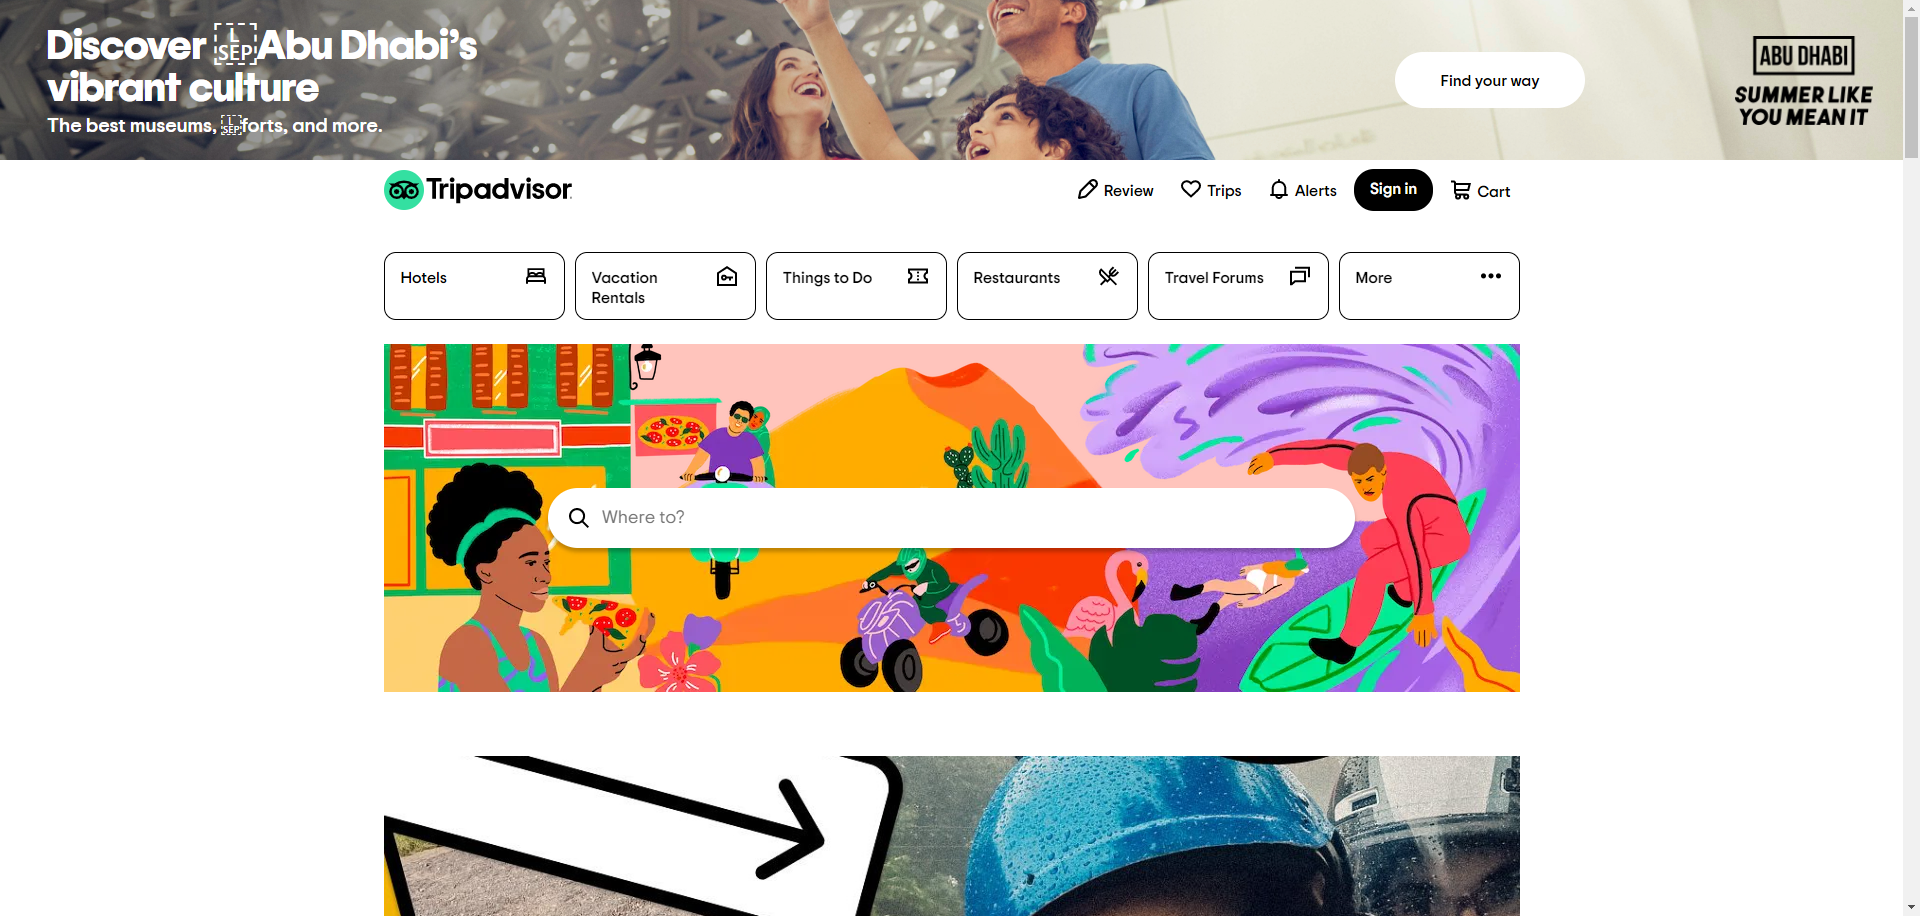 Discover Abu Dhabi’s
vibrant culture
The best museums, forts, and more.
Find your way
ABU DHABI
SUMMER LIKE
YOU MEAN IT
Tripadvisor
Review
Trips
Alerts
Sign in
Cart
Hotels
Vacation
Rentals
Things to Do
Restaurants
Travel Forums
More
Where to?